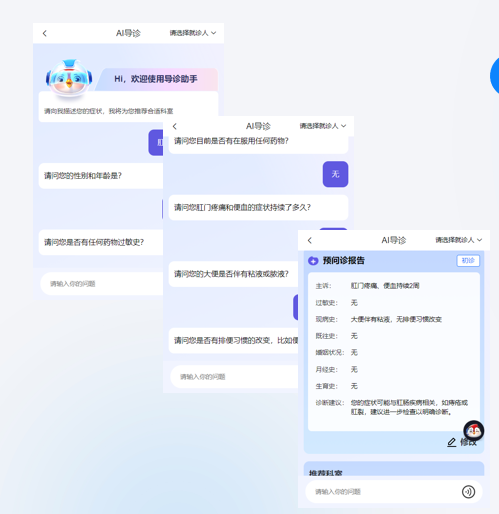 AI导诊
请选择就诊人
Hi，欢迎使用导诊助手
请向我描述您的症状，我将为您推荐合适科室
肛
请问您的性别和年龄是?
请问您是否有任何药物过敏史?
请输入你的问题
AI导诊
请选择就诊人
请问您目前是否有在服用任何药物?
无
请问您肛门疼痛和便血的症状持续了多久?
请问您的大便是否伴有粘液或脓液?
请问您是否有排便习惯的改变，比如便
请输入你的问题
AI导诊
请选择就诊人
预问诊报告
初诊
主诉：肛门疼痛，便血持续2周
过敏史：无
现病史：大便伴有粘液，无排便习惯改变
既往史：无
婚姻状况：无
月经史：无
生育史：无
诊断建议：您的症状可能与肛肠疾病相关，如痔疮或
肛裂，建议进一步检查以明确诊断。
修改
推荐科室
请输入你的问题